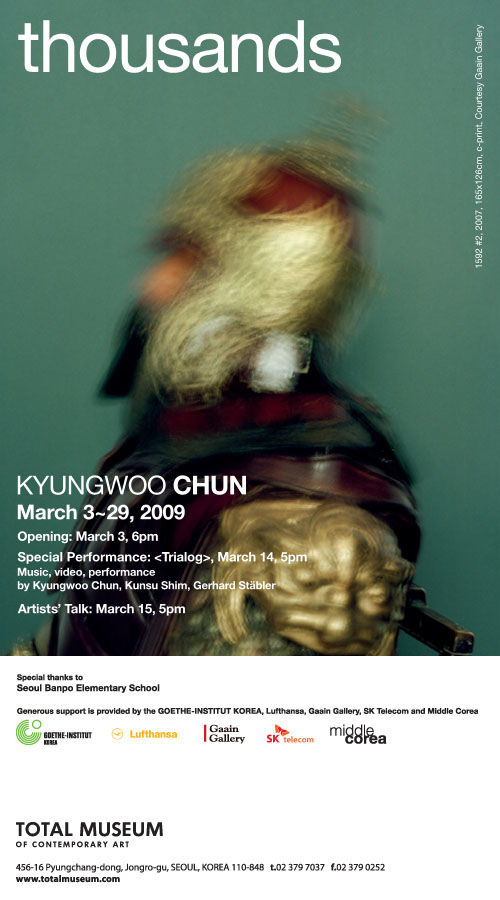 thousands
1592 #2, 2007, 165x126cm, c-print, Courtesy Gaain Gallery
KYUNGWOO CHUN
March 3~29, 2009
Opening: March 3, 6pm
Special Performance: <Trialog>, March 14, 5pm
Music, video, performance
by Kyungwoo Chun, Kunsu Shim, Gerhard Stäbler
Artists' Talk: March 15, 5pm
Special thanks to
Seoul Banpo Elementary School
Generous support is provided by the GOETHE-INSTITUT KOREA, Lufthansa, Gaain Gallery, SK Telecom and Middle Corea
GOETHE-INSTITUT
KOREA
Lufthansa
Gaain
Gallery
SK telecom
middle
corea
TOTAL MUSEUM
OF CONTEMPORARY ART
456-16 Pyungchang-dong, Jongro-gu, SEOUL, KOREA 110-848 t.02 379 7037 f.02 379 0252
www.totalmuseum.com